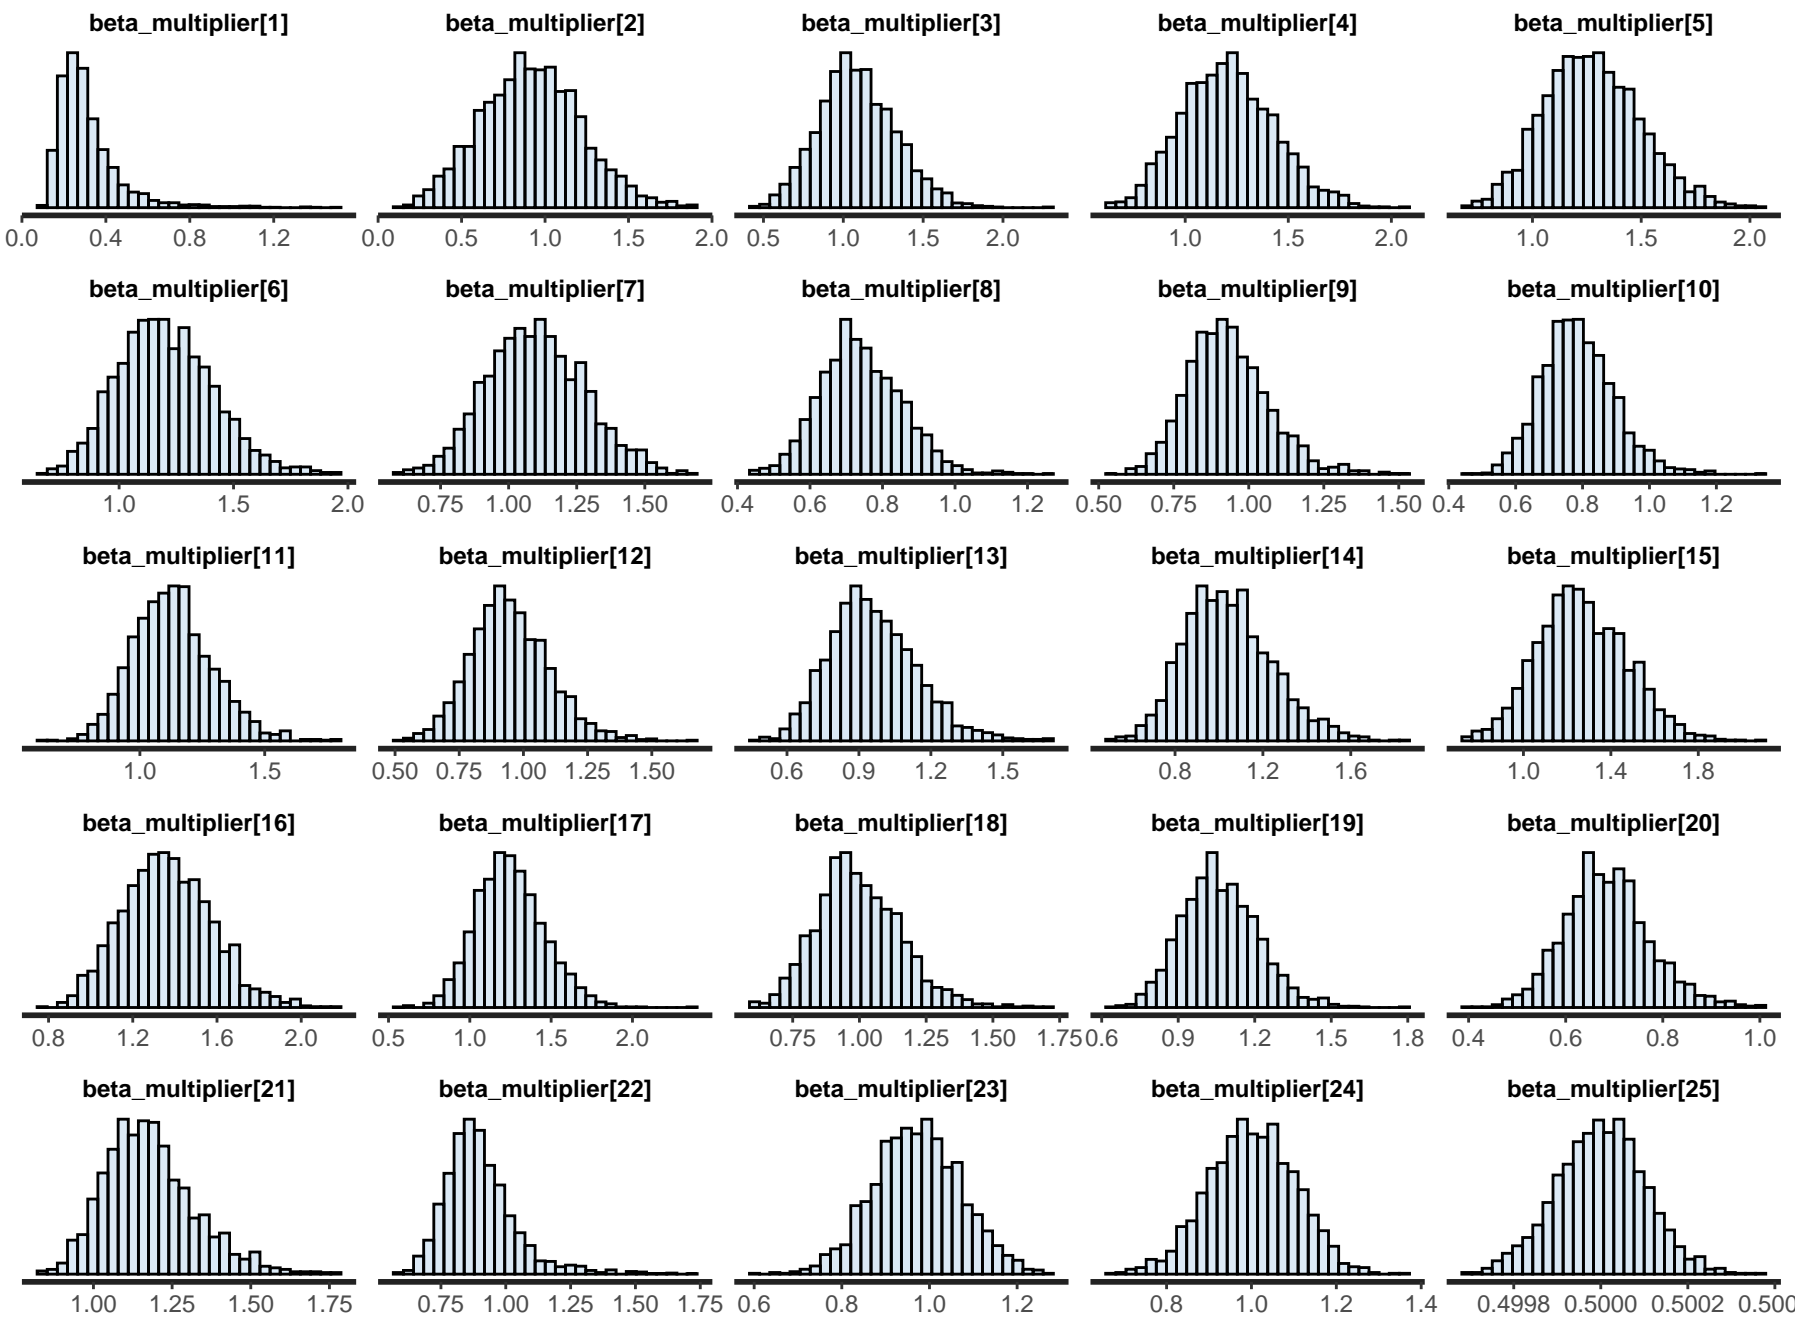 beta_multiplier[1] beta_multiplier[2] beta_multiplier[3] beta_multiplier[4] beta_multiplier[5]
0.0 0.4 0.8 1.2 0.0 0.5 1.0 1.5 2.0 0.5 1.0 1.5 2.0 1.0 1.5 2.0 1.0 1.5 2.0
beta_multiplier[6] beta_multiplier[7] beta_multiplier[8] beta_multiplier[9] beta_multiplier[10]
1.0 1.5 2.0 0.75 1.00 1.25 1.50 0.4 0.6 0.8 1.0 1.2 0.50 0.75 1.00 1.25 1.50 0.4 0.6 0.8 1.0 1.2
beta_multiplier[11] beta_multiplier[12] beta_multiplier[13] beta_multiplier[14] beta_multiplier[15]
1.0 1.5 0.50 0.75 1.00 1.25 1.50 0.6 0.9 1.2 1.5 0.8 1.2 1.6 1.0 1.4 1.8
beta_multiplier[16] beta_multiplier[17] beta_multiplier[18] beta_multiplier[19] beta_multiplier[20]
0.8 1.2 1.6 2.0 0.5 1.0 1.5 2.0 0.75 1.00 1.25 1.50 1.75 0.6 0.9 1.2 1.5 1.8 0.4 0.6 0.8 1.0
beta_multiplier[21] beta_multiplier[22] beta_multiplier[23] beta_multiplier[24] beta_multiplier[25]
1.00 1.25 1.50 1.75 0.75 1.00 1.25 1.50 1.75 0.6 0.8 1.0 1.2 0.8 1.0 1.2 1.4 0.4998 0.5000 0.5002